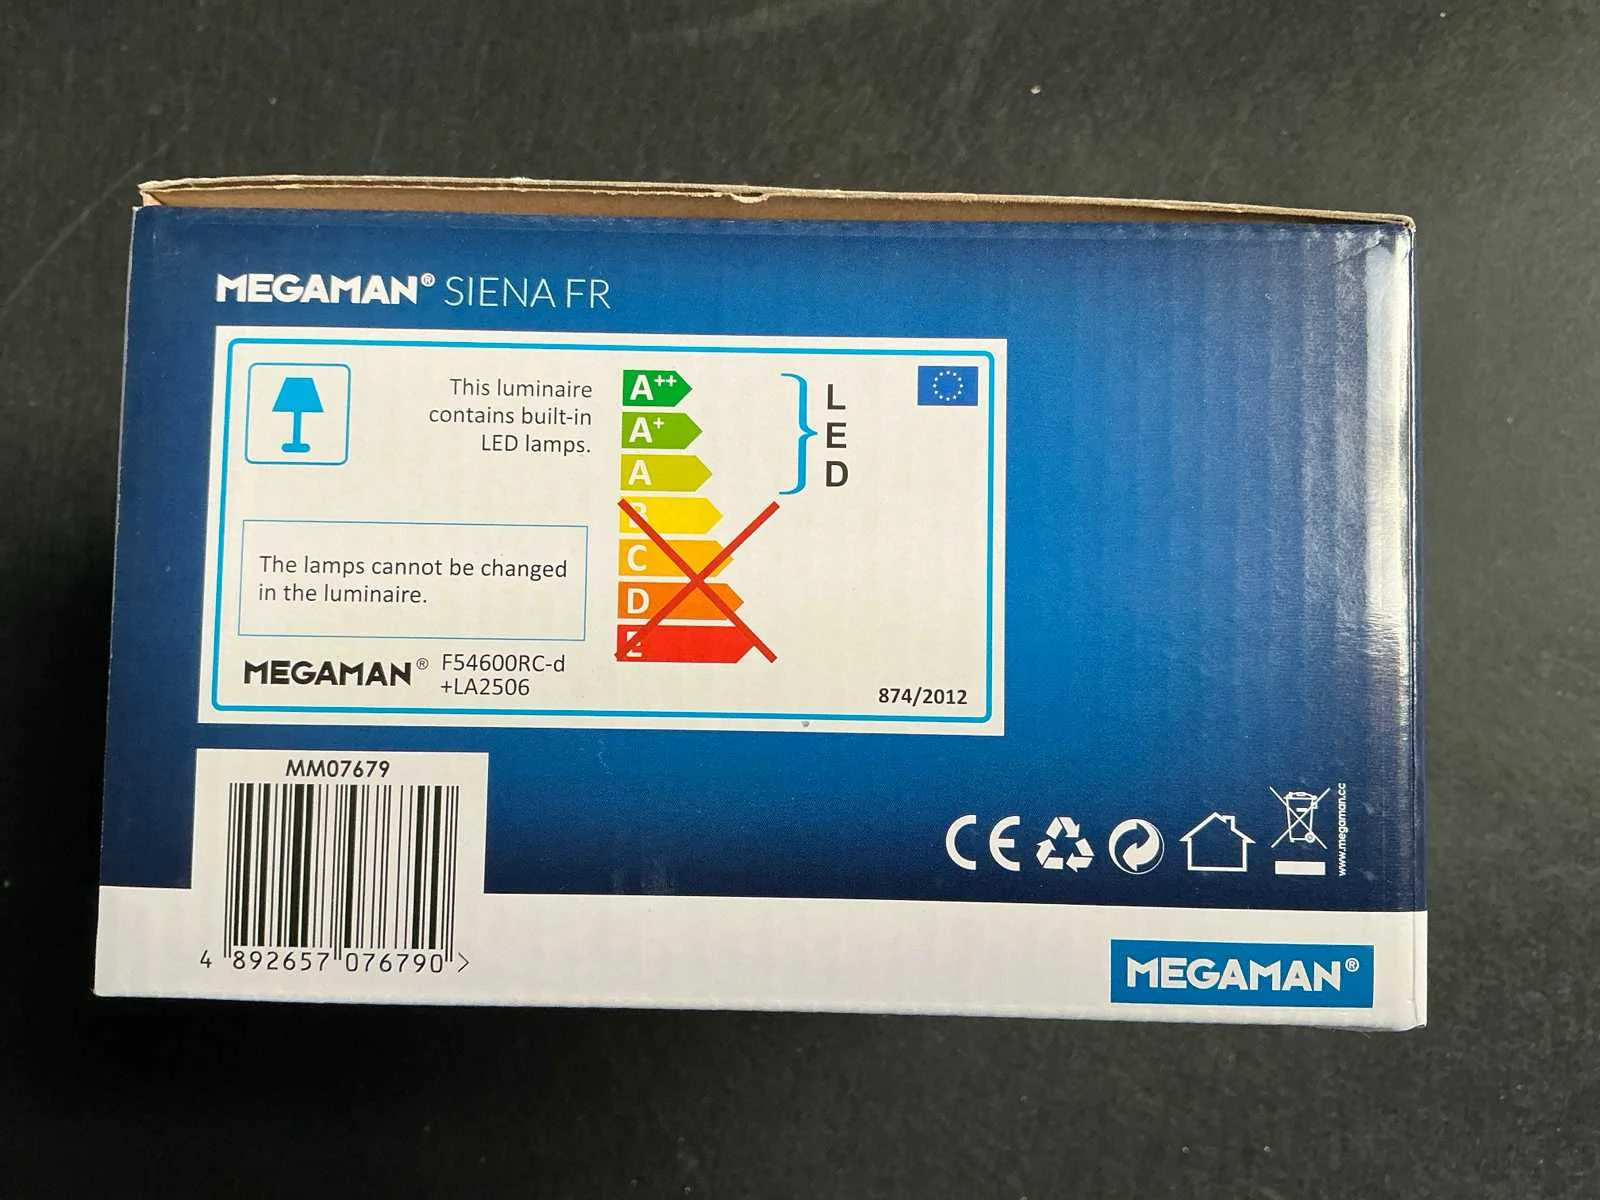 MEGAMAN® SIENA FR
This luminaire
contains built-in
LED lamps.
A++
A+
A
B
C
D
E
L
E
D
The lamps cannot be changed
in the luminaire.
MEGAMAN® F54600RC-d
+LA2506
874/2012
MM07679
4 892657 076790 >
CE
www.megaman.cc
MEGAMAN®